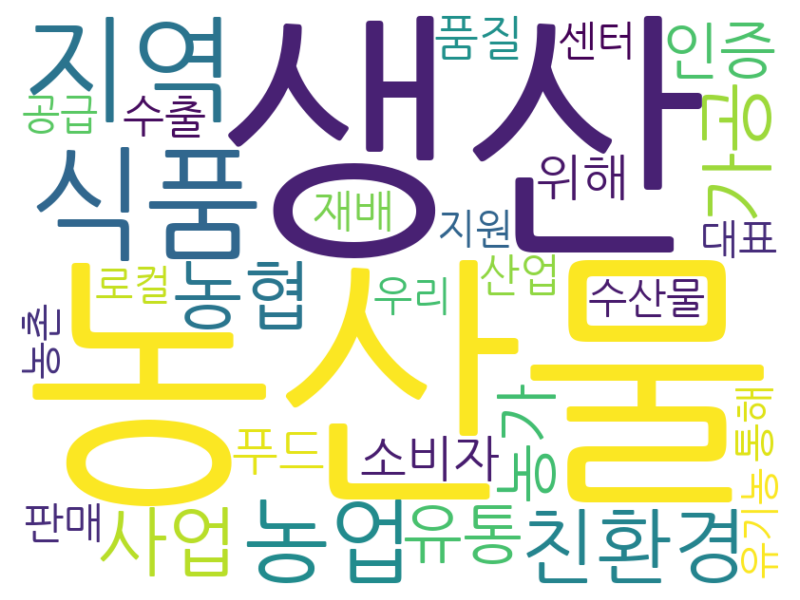 지역
생산
품질
센터
인증
공급
수출
가공
식품
재배
위해
지원
대표
로컬
농협
우리
산업
수산물
농촌
농산물
푸드
소비자
농가
통해
판매
사업
농업
유통
친환경
유기농